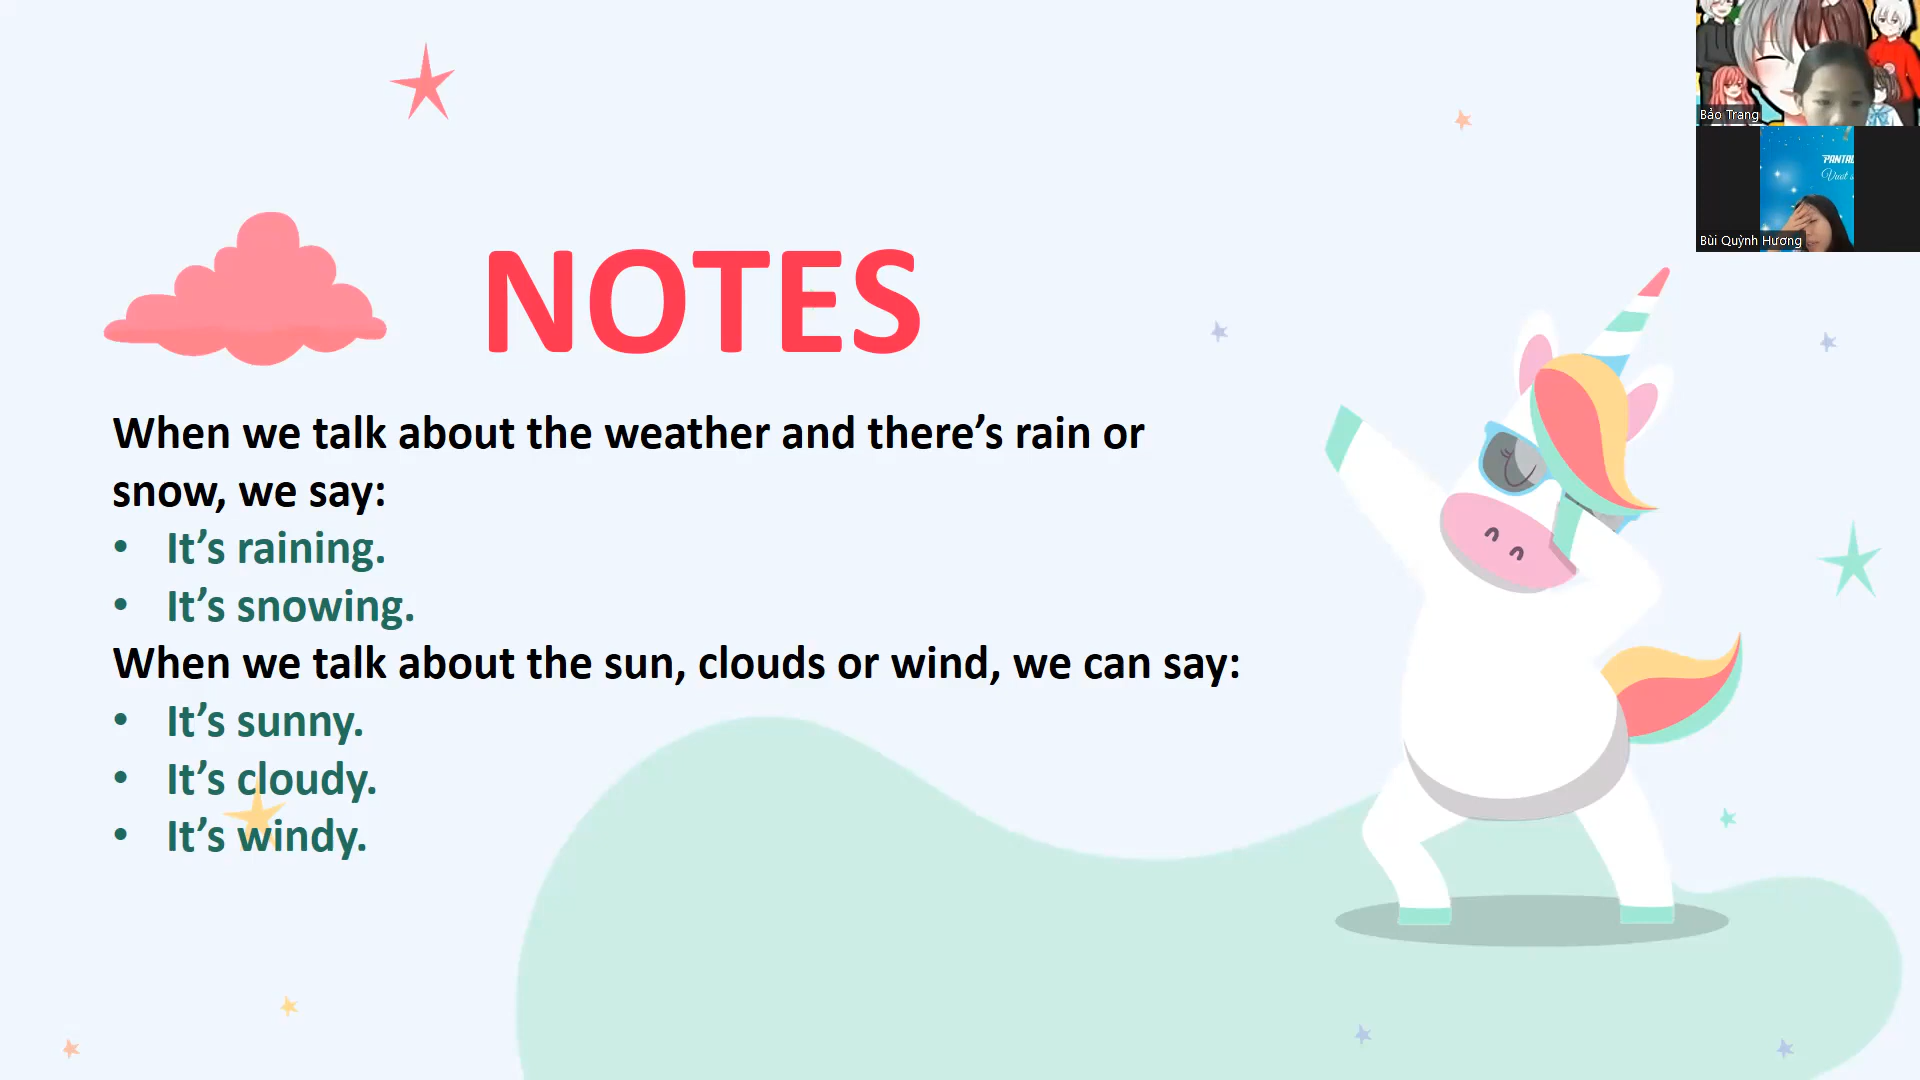 Bảo Trang
Bùi Quỳnh Hương
NOTES
When we talk about the weather and there's rain or
snow, we say:
• It's raining.
• It's snowing.
When we talk about the sun, clouds or wind, we can say:
• It's sunny.
• It's cloudy.
• It's windy.